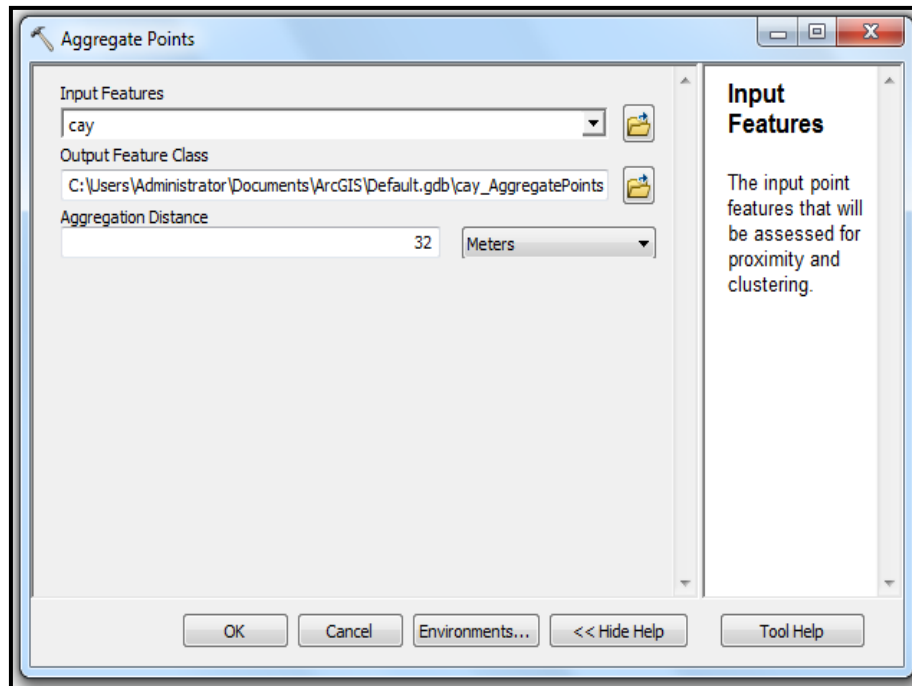 Aggregate Points
Input Features
cay
Output Feature Class
C:\Users\Administrator\Documents\ArcGIS\Default.gdb\cay_AggregatePoints
Aggregation Distance
32
Meters
OK
Cancel
Environments...
<< Hide Help
Input
Features
The input point
features that will
be assessed for
proximity and
clustering.
Tool Help